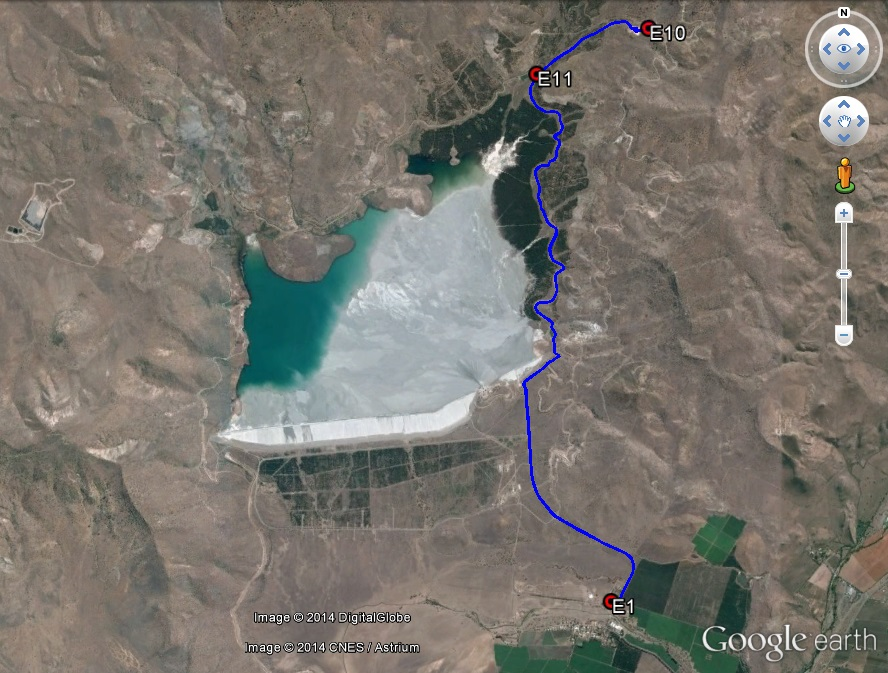 N
E10
E11
E1
Image © 2014 DigitalGlobe
Image © 2014 CNES / Astrium
Google earth